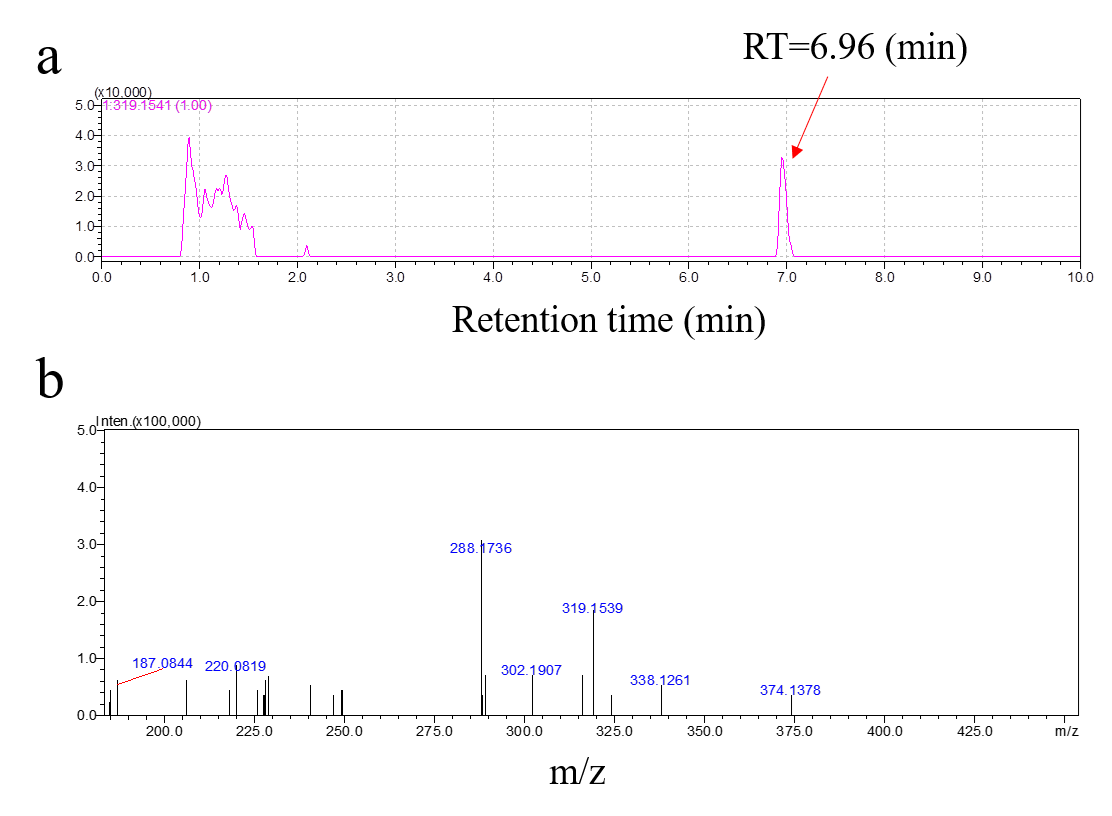 a
RT=6.96 (min)
(x10,000)
1:319.1541 (1.00)
5.0
4.0
3.0
2.0
1.0
0.0
0.0 1.0 2.0 3.0 4.0 5.0 6.0 7.0 8.0 9.0 10.0
Retention time (min)
b
Inten.(x100,000)
5.0
4.0
3.0
2.0
1.0
0.0
288.1736
319.1539
187.0844
220.0819
302.1907
338.1261
374.1378
200.0 225.0 250.0 275.0 300.0 325.0 350.0 375.0 400.0 425.0 m/z
m/z